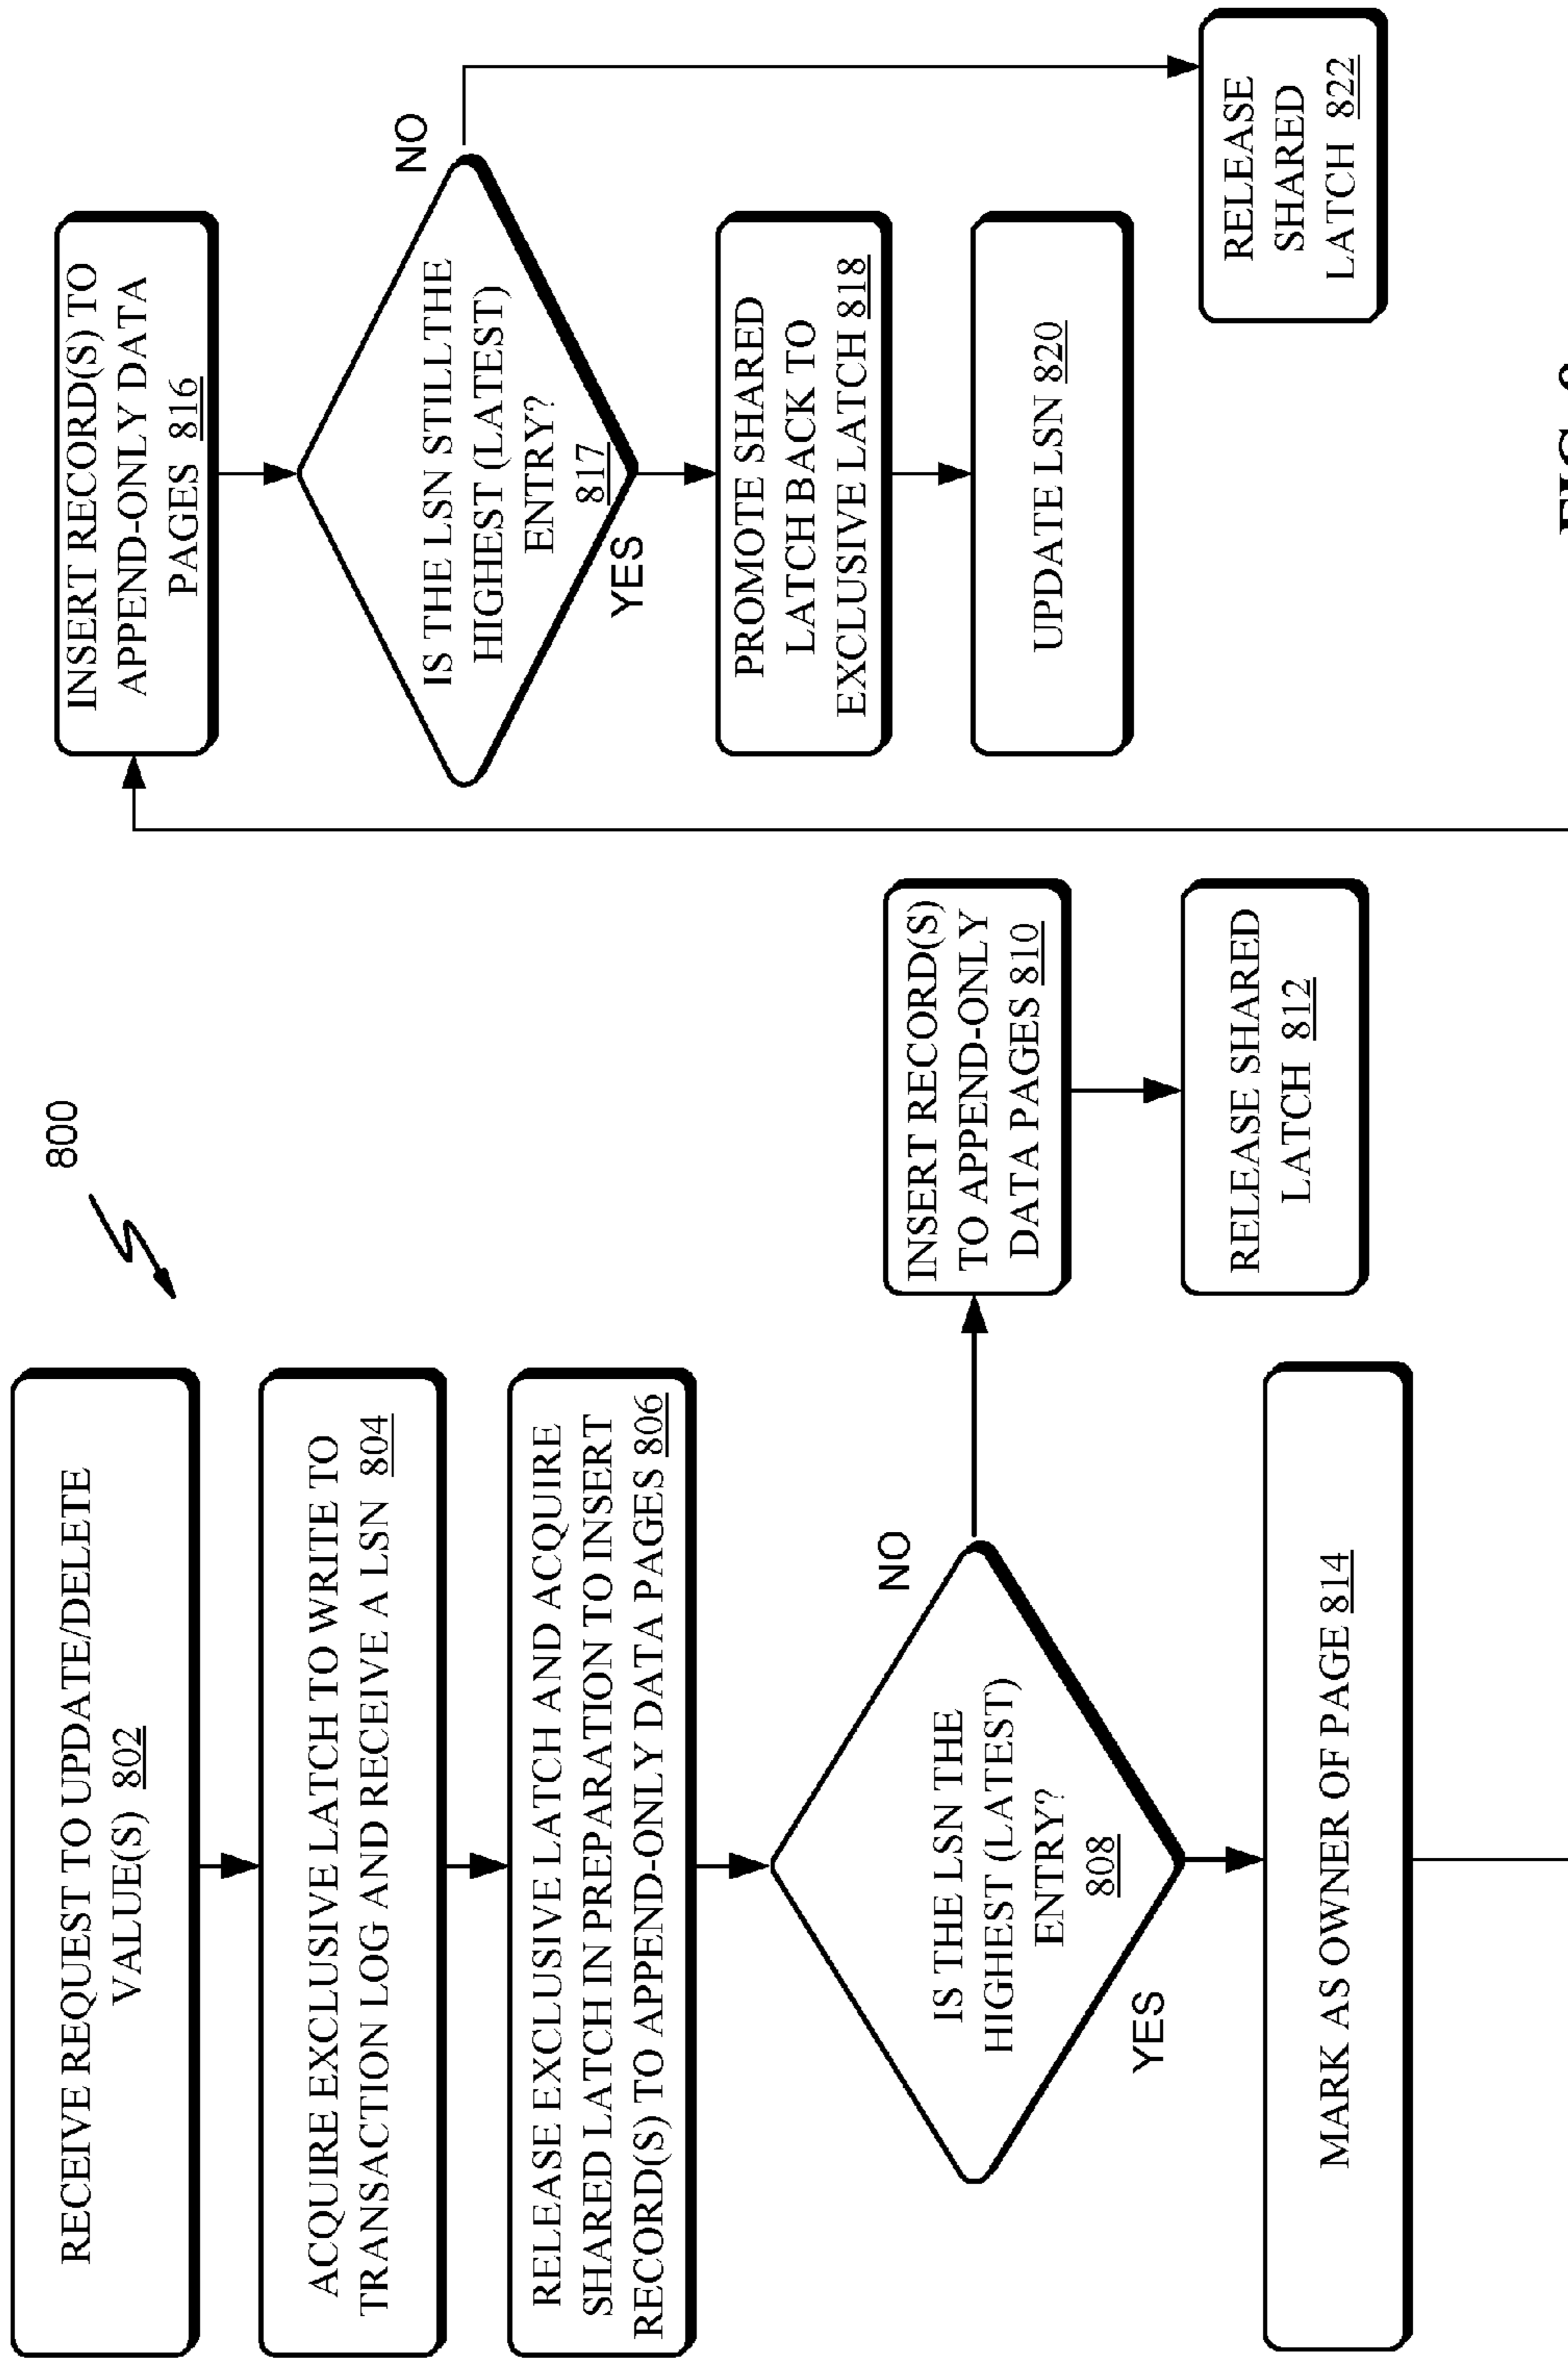 800
RECEIVE REQUEST TO UPDATE/DELETE
VALUE(S) 802
ACQUIRE EXCLUSIVE LATCH TO WRITE TO
TRANSACTION LOG AND RECEIVE A LSN 804
RELEASE EXCLUSIVE LATCH AND ACQUIRE
SHARED LATCH IN PREPARATION TO INSERT
RECORD(S) TO APPEND-ONLY DATA PAGES 806
IS THE LSN THE
HIGHEST (LATEST)
ENTRY?
808
NO
YES
INSERT RECORD(S)
TO APPEND-ONLY
DATA PAGES 810
RELEASE SHARED
LATCH 812
MARK AS OWNER OF PAGE 814
INSERT RECORD(S) TO
APPEND-ONLY DATA
PAGES 816
IS THE LSN STILLTHE
HIGHEST (LATEST)
ENTRY?
817
NO
YES
PROMOTE SHARED
LATCH BACK TO
EXCLUSIVE LATCH 818
UPDATE LSN 820
RELEASE
SHARED
LATCH 822